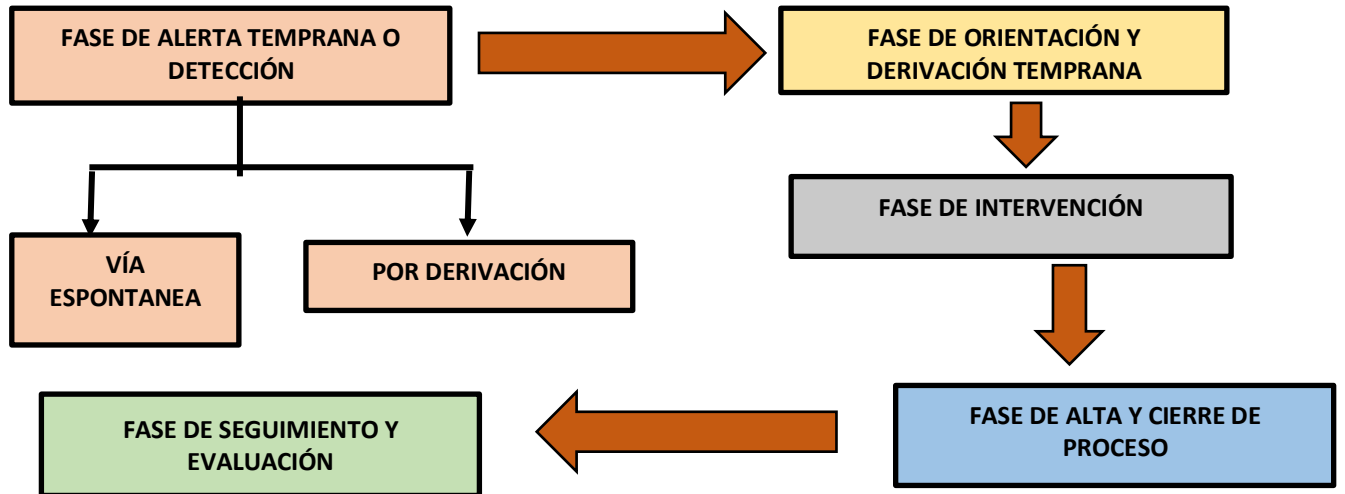 FASE DE ALERTA TEMPRANA O
DETECCIÓN
FASE DE ORIENTACIÓN Y
DERIVACIÓN TEMPRANA
FASE DE INTERVENCIÓN
VÍA
ESPONTANEA
POR DERIVACIÓN
FASE DE ALTA Y CIERRE DE
PROCESO
FASE DE SEGUIMIENTO Y
EVALUACIÓN